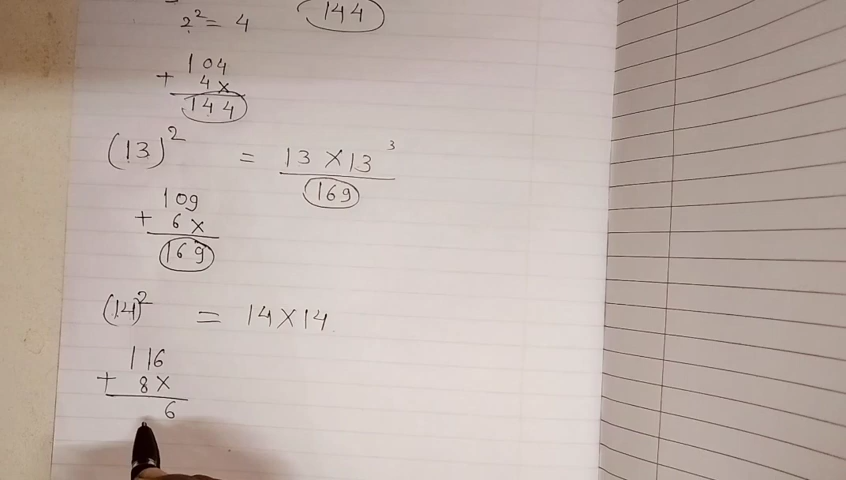 2² = 4 144
104
+ 4x
144
(13)² = 13 × 13 ³
169
109
+ 6x
169
(14)² = 14 × 14
116
+ 8x
6